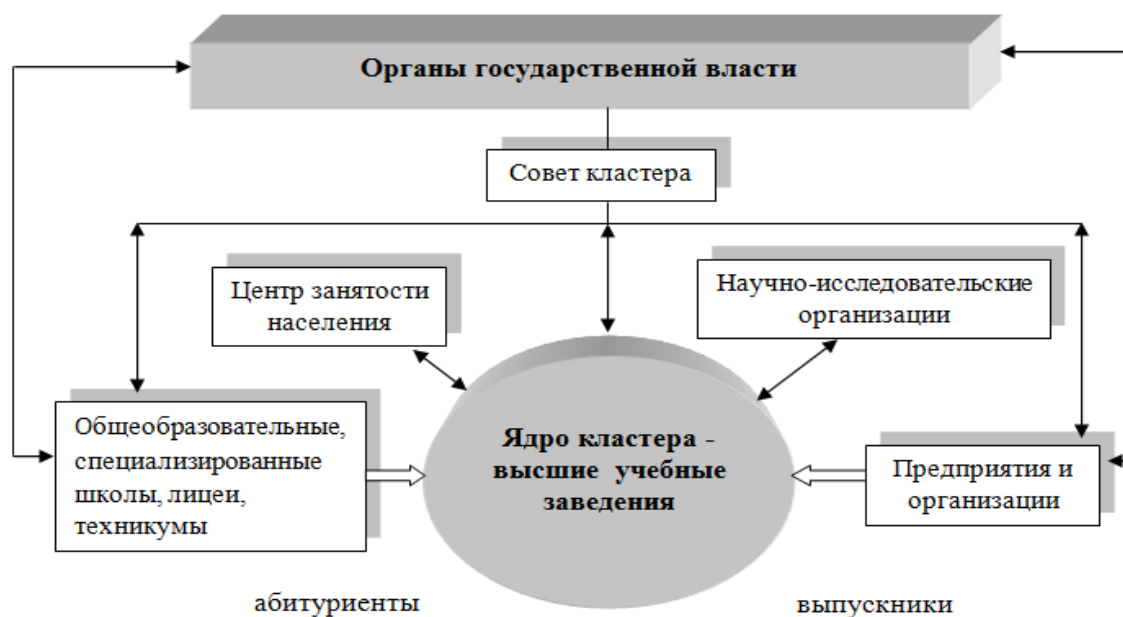 Органы государственной власти
Совет кластера
Центр занятости
населения
Научно-исследовательские
организации
Общеобразовательные,
специализированные
школы, лицеи,
техникумы
Ядро кластера -
высшие учебные
заведения
Предприятия и
организации
абитуриенты
выпускники